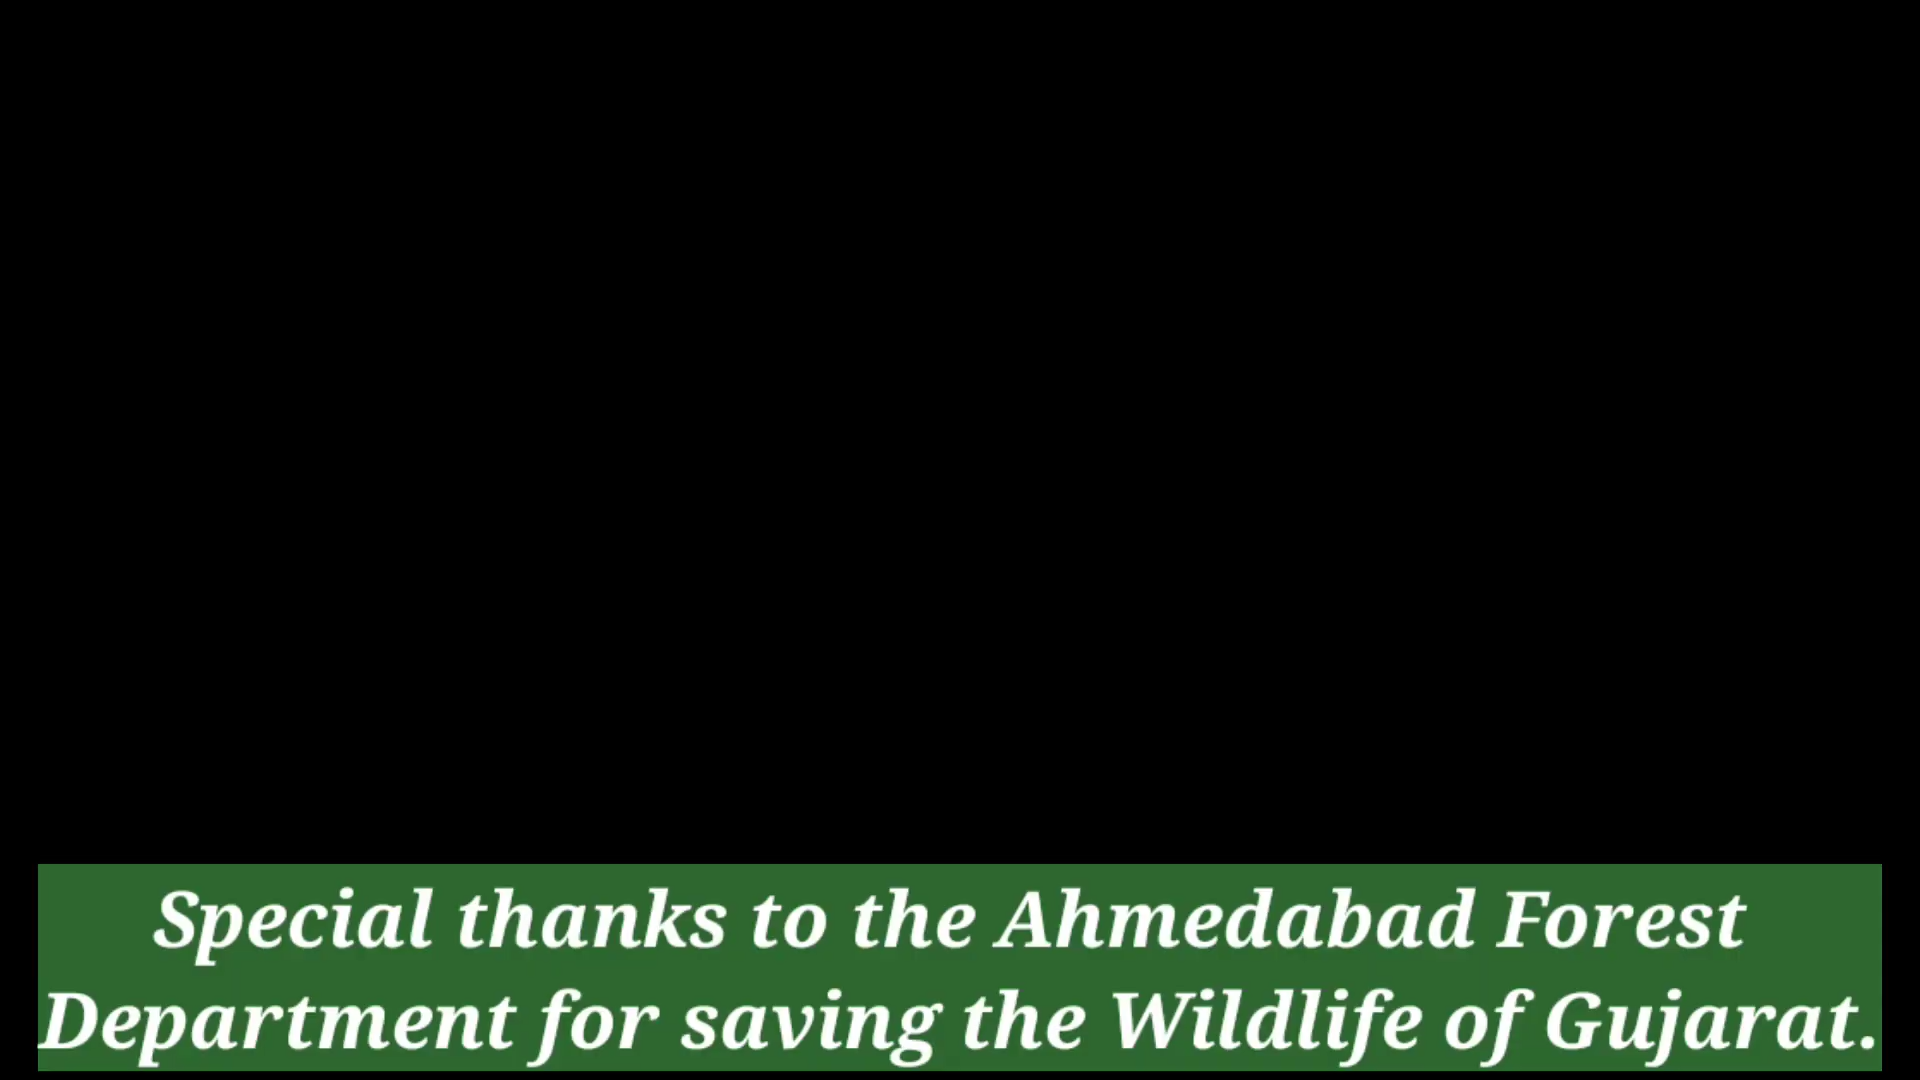 Special thanks to the Ahmedabad Forest
Department for saving the Wildlife of Gujarat.